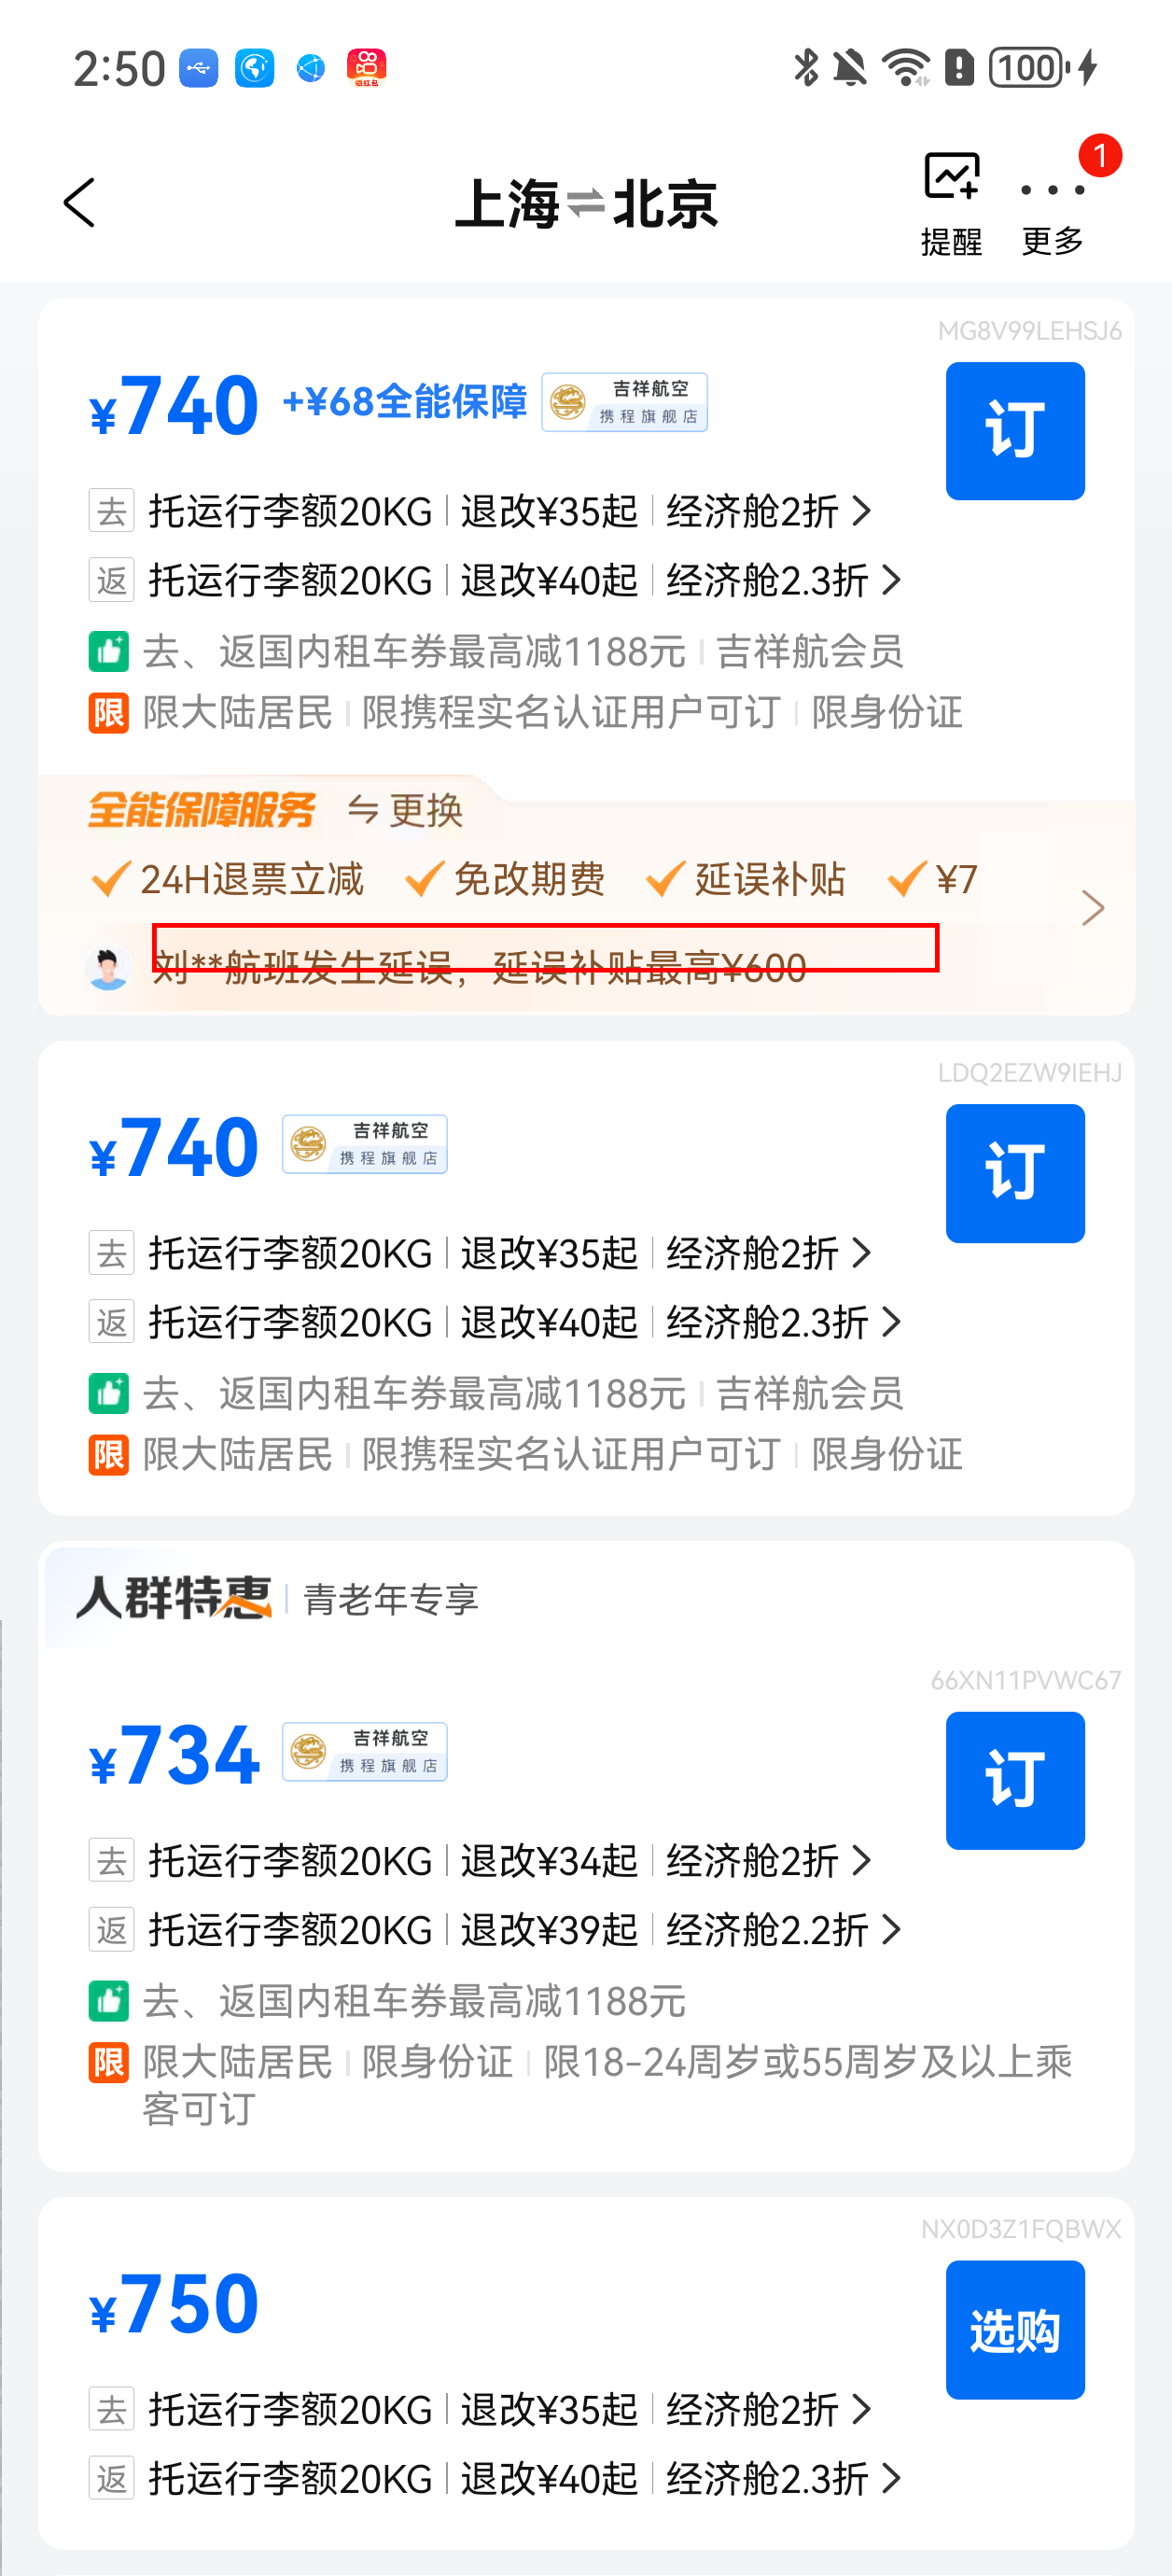 2:50
领红包
100
上海⇌北京
提醒
更多
1
MG8V99LEHSJ6
¥740 +¥68全能保障 吉祥航空 携程旗舰店
订
去 托运行李额20KG 退改¥35起 经济舱2折
返 托运行李额20KG 退改¥40起 经济舱2.3折
去、返国内租车券最高减1188元 吉祥航会员
限 限大陆居民 限携程实名认证用户可订 限身份证
全能保障服务 ⇋更换
24H退票立减 免改期费 延误补贴 ¥7
刘**航班发生延误，延误补贴最高¥600
LDQ2EZW9IEHJ
¥740 吉祥航空 携程旗舰店
订
去 托运行李额20KG 退改¥35起 经济舱2折
返 托运行李额20KG 退改¥40起 经济舱2.3折
去、返国内租车券最高减1188元 吉祥航会员
限 限大陆居民 限携程实名认证用户可订 限身份证
人群特惠 青老年专享
66XN11PVWC67
¥734 吉祥航空 携程旗舰店
订
去 托运行李额20KG 退改¥34起 经济舱2折
返 托运行李额20KG 退改¥39起 经济舱2.2折
去、返国内租车券最高减1188元
限 限大陆居民 限身份证 限18-24周岁或55周岁及以上乘
客可订
NX0D3Z1FQBWX
¥750
选购
去 托运行李额20KG 退改¥35起 经济舱2折
返 托运行李额20KG 退改¥40起 经济舱2.3折